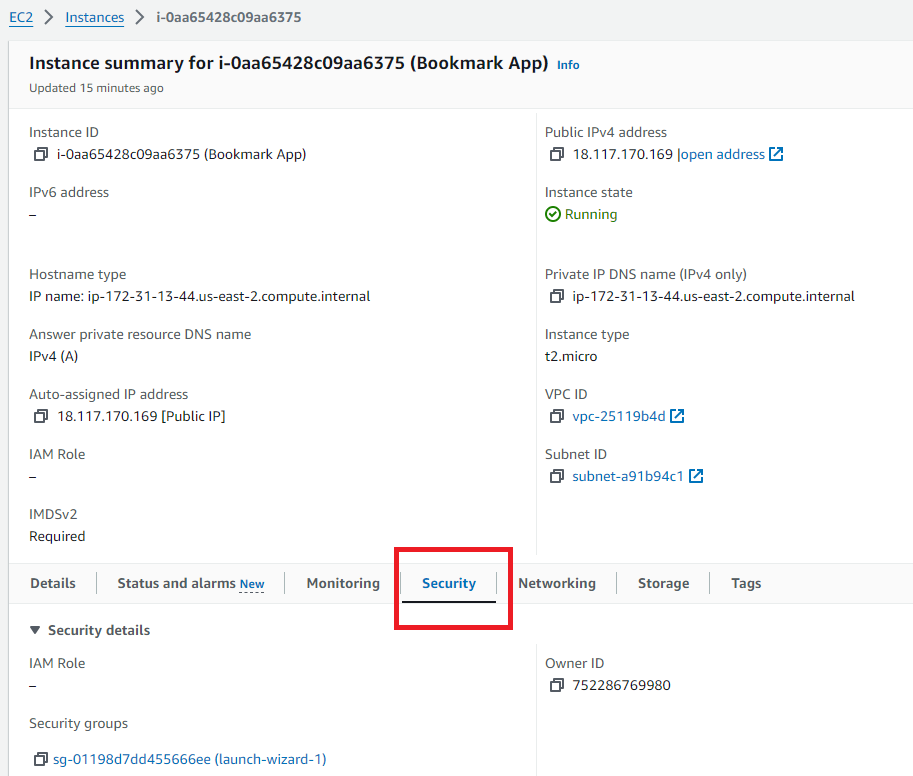 EC2 > Instances > i-0aa65428c09aa6375
Instance summary for i-0aa65428c09aa6375 (Bookmark App) Info
Updated 15 minutes ago
Instance ID
i-0aa65428c09aa6375 (Bookmark App)
Public IPv4 address
18.117.170.169 |open address
IPv6 address
–
Instance state
Running
Hostname type
IP name: ip-172-31-13-44.us-east-2.compute.internal
Private IP DNS name (IPv4 only)
ip-172-31-13-44.us-east-2.compute.internal
Answer private resource DNS name
IPv4 (A)
Instance type
t2.micro
Auto-assigned IP address
18.117.170.169 [Public IP]
VPC ID
vpc-25119b4d
IAM Role
–
Subnet ID
subnet-a91b94c1
IMDSv2
Required
Details Status and alarms New Monitoring Security Networking Storage Tags
Security details
IAM Role
–
Owner ID
752286769980
Security groups
sg-01198d7dd455666ee (launch-wizard-1)